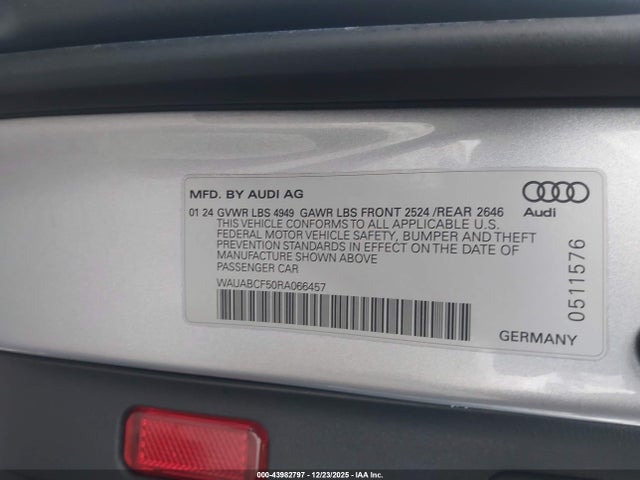 MFD. BY AUDI AG
01 24 GVWR LBS 4949 GAWR LBS FRONT 2524 /REAR 2646
THIS VEHICLE CONFORMS TO ALL APPLICABLE U.S.
FEDERAL MOTOR VEHICLE SAFETY, BUMPER AND THEFT
PREVENTION STANDARDS IN EFFECT ON THE DATE OF
MANUFACTURE SHOWN ABOVE
PASSENGER CAR
WAUABCF50RA066457
Audi
0511576
GERMANY
000-43982797 - 12/23/2025 - IAA Inc.